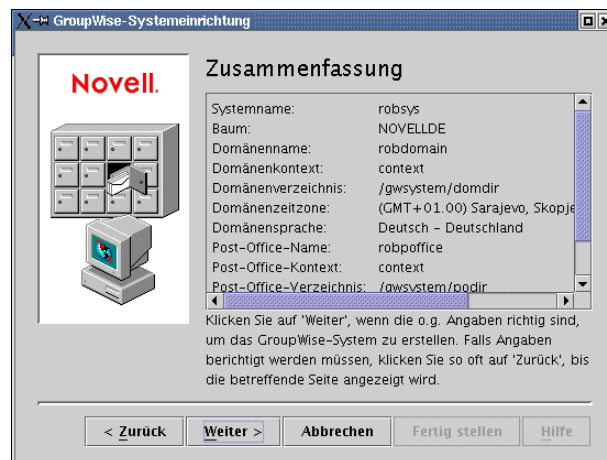 GroupWise-Systemeinrichtung
Novell.
Zusammenfassung
Systemname: robsys
Baum: NOVELLDE
Domänenname: robdomain
Domänenkontext: context
Domänenverzeichnis: /gwsystem/domdir
Domänenzeitzone: (GMT+01.00) Sarajevo, Skopje
Domänensprache: Deutsch – Deutschland
Post-Office-Name: robpoffice
Post-Office-Kontext: context
Post-Office-Verzeichnis: /gwsystem/podir
Klicken Sie auf 'Weiter', wenn die o.g. Angaben richtig sind,
um das GroupWise-System zu erstellen. Falls Angaben
berichtigt werden müssen, klicken Sie so oft auf 'Zurück', bis
die betreffende Seite angezeigt wird.
< Zurück Weiter > Abbrechen Fertig stellen Hilfe